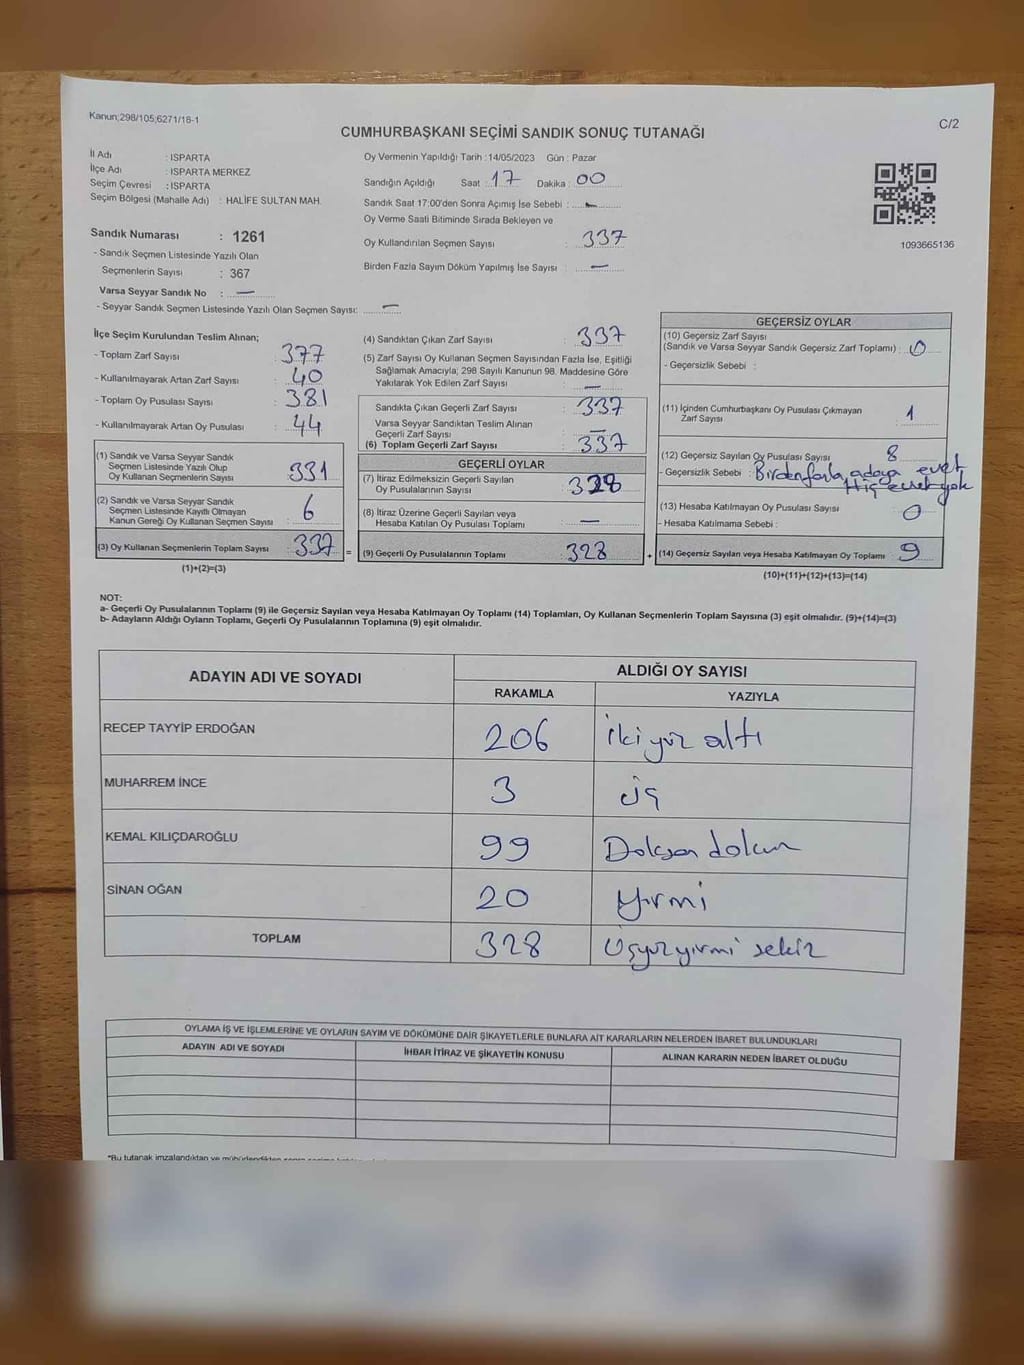 Kanun;298/105;6271/18-1
C/2
CUMHURBAŞKANI SEÇİMİ SANDIK SONUÇ TUTANAĞI
İl Adı : ISPARTA
İlçe Adı : ISPARTA MERKEZ
Seçim Çevresi : ISPARTA
Seçim Bölgesi (Mahalle Adı) : HALİFE SULTAN MAH.
Sandık Numarası : 1261
- Sandık Seçmen Listesinde Yazılı Olan
Seçmenlerin Sayısı : 367
Varsa Seyyar Sandık No : —
- Seyyar Sandık Seçmen Listesinde Yazılı Olan Seçmen Sayısı: —
Oy Vermenin Yapıldığı Tarih :14/05/2023 Gün : Pazar
Sandığın Açıldığı Saat : 17 Dakika : 00
Sandık Saat 17:00'den Sonra Açımış İse Sebebi : —
Oy Verme Saati Bitiminde Sırada Bekleyen ve
Oy Kullandırılan Seçmen Sayısı : 337
Birden Fazla Sayım Döküm Yapılmış İse Sayısı : —
1093665136
İlçe Seçim Kurulundan Teslim Alınan;
- Toplam Zarf Sayısı : 377
- Kullanılmayarak Artan Zarf Sayısı : 40
- Toplam Oy Pusulası Sayısı : 381
- Kullanılmayarak Artan Oy Pusulası : 44
(1) Sandık ve Varsa Seyyar Sandık
Seçmen Listesinde Yazılı Olup
Oy Kullanan Seçmenlerin Sayısı : 331
(2) Sandık ve Varsa Seyyar Sandık
Seçmen Listesinde Kayıtlı Olmayan
Kanun Gereği Oy Kullanan Seçmen Sayısı : 6
(3) Oy Kullanan Seçmenlerin Toplam Sayısı : 337 =
(1)+(2)=(3)
(4) Sandıktan Çıkan Zarf Sayısı : 337
(5) Zarf Sayısı Oy Kullanan Seçmen Sayısından Fazla İse, Eşitliği
Sağlamak Amacıyla; 298 Sayılı Kanunun 98. Maddesine Göre
Yakılarak Yok Edilen Zarf Sayısı : —
Sandıkta Çıkan Geçerli Zarf Sayısı : 337
Varsa Seyyar Sandıktan Teslim Alınan
Geçerli Zarf Sayısı : —
(6) Toplam Geçerli Zarf Sayısı : 337
GEÇERLİ OYLAR
(7) İtiraz Edilmeksizin Geçerli Sayılan
Oy Pusulalarının Sayısı : 328
(8) İtiraz Üzerine Geçerli Sayılan veya
Hesaba Katılan Oy Pusulası Toplamı : —
(9) Geçerli Oy Pusulalarının Toplamı : 328 +
GEÇERSİZ OYLAR
(10) Geçersiz Zarf Sayısı
(Sandık ve Varsa Seyyar Sandık Geçersiz Zarf Toplamı) : 0
- Geçersizlik Sebebi :
(11) İçinden Cumhurbaşkanı Oy Pusulası Çıkmayan
Zarf Sayısı : 1
(12) Geçersiz Sayılan Oy Pusulası Sayısı : 8
- Geçersizlik Sebebi : Birden fazla adaya evet
Hiç evet yok
(13) Hesaba Katılmayan Oy Pusulası Sayısı : 0
- Hesaba Katılmama Sebebi :
(14) Geçersiz Sayılan veya Hesaba Katılmayan Oy Toplamı : 9
(10)+(11)+(12)+(13)=(14)
NOT:
a- Geçerli Oy Pusulalarının Toplamı (9) ile Geçersiz Sayılan veya Hesaba Katılmayan Oy Toplamı (14) Toplamları, Oy Kullanan Seçmenlerin Toplam Sayısına (3) eşit olmalıdır. (9)+(14)=(3)
b- Adayların Aldığı Oyların Toplamı, Geçerli Oy Pusulalarının Toplamına (9) eşit olmalıdır.
ADAYIN ADI VE SOYADI
ALDIĞI OY SAYISI
RAKAMLA YAZIYLA
RECEP TAYYİP ERDOĞAN 206 İki yüz altı
MUHARREM İNCE 3 üç
KEMAL KILIÇDAROĞLU 99 Doksan dokuz
SİNAN OĞAN 20 Yirmi
TOPLAM 328 Üçyüzyirmi sekiz
OYLAMA İŞ VE İŞLEMLERİNE VE OYLARIN SAYIM VE DÖKÜMÜNE DAİR ŞİKAYETLERLE BUNLARA AİT KARARLARIN NELERDEN İBARET BULUNDUKLARI
ADAYIN ADI VE SOYADI İHBAR İTİRAZ VE ŞİKAYETİN KONUSU ALINAN KARARIN NEDEN İBARET OLDUĞU
*Bu tutanak imzalandıktan ve mühürlendikten sonra